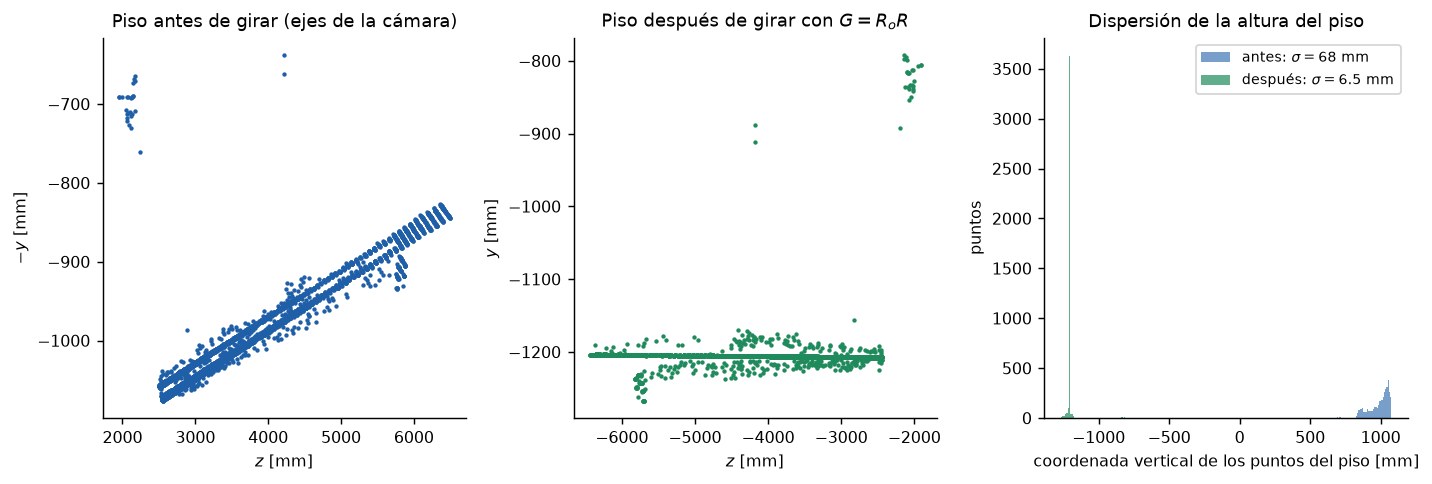 Piso antes de girar (ejes de la cámara)
−700
−800
−900
−1000
−y [mm]
2000 3000 4000 5000 6000
z [mm]
Piso después de girar con G = RₒR
−800
−900
−1000
−1100
−1200
y [mm]
−6000 −5000 −4000 −3000 −2000
z [mm]
Dispersión de la altura del piso
antes: σ = 68 mm
después: σ = 6.5 mm
3500
3000
2500
2000
1500
1000
500
0
puntos
−1000 −500 0 500 1000
coordenada vertical de los puntos del piso [mm]